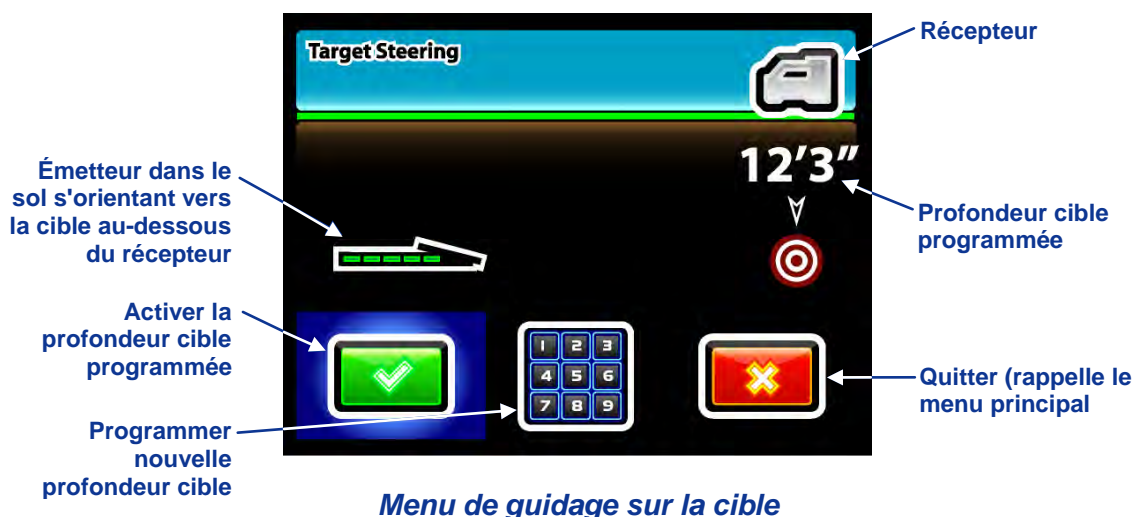 Target Steering
Récepteur
12'3"
Émetteur dans le
sol s'orientant vers
la cible au-dessous
du récepteur
Profondeur cible
programmée
Activer la
profondeur cible
programmée
1 2 3
4 5 6
7 8 9
Quitter (rappelle le
menu principal
Programmer
nouvelle
profondeur cible
Menu de guidage sur la cible